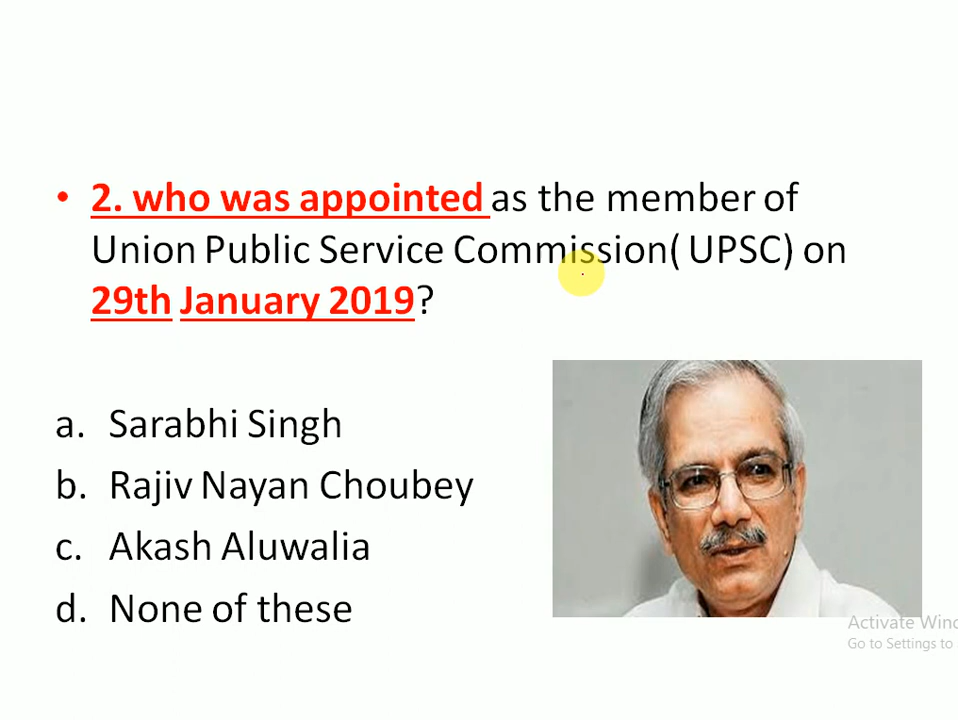 • 2. who was appointed as the member of
Union Public Service Commission( UPSC) on
29th January 2019?
a. Sarabhi Singh
b. Rajiv Nayan Choubey
c. Akash Aluwalia
d. None of these
Activate
Go to Settings to